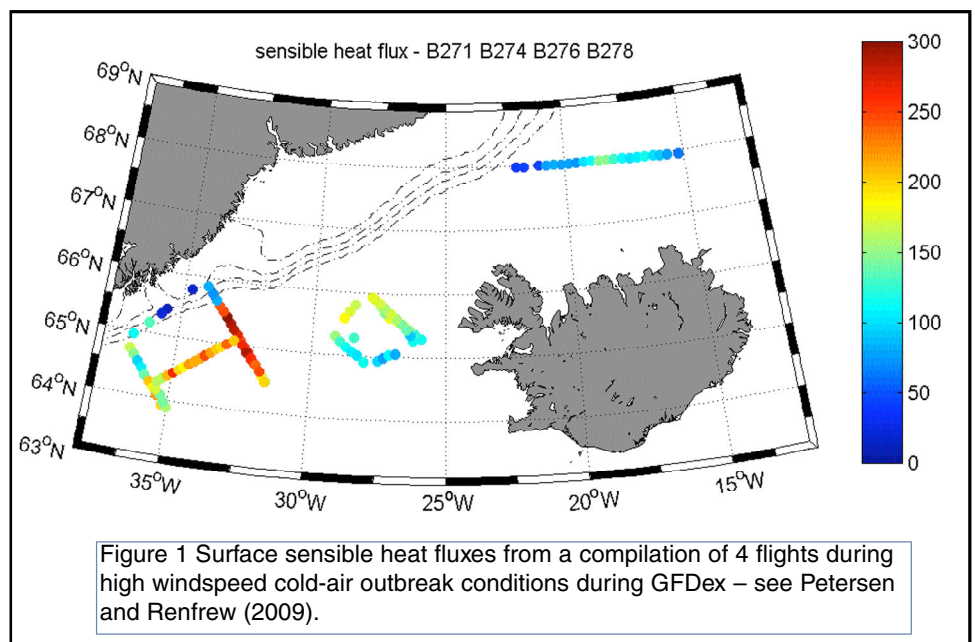 sensible heat flux - B271 B274 B276 B278
69°N
68°N
67°N
66°N
65°N
64°N
63°N
35°W
30°W
25°W
20°W
15°W
300
250
200
150
100
50
0
Figure 1 Surface sensible heat fluxes from a compilation of 4 flights during
high windspeed cold-air outbreak conditions during GFDex – see Petersen
and Renfrew (2009).